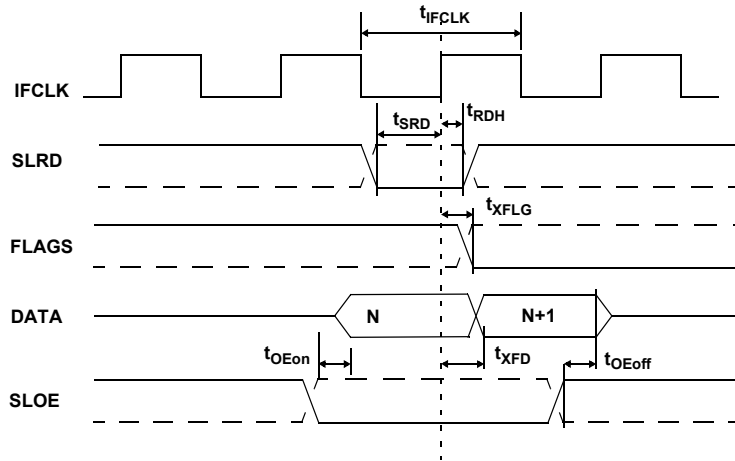 tIFCLK
IFCLK
tSRD
tRDH
SLRD
tXFLG
FLAGS
DATA
N
N+1
tOEon
tXFD
tOEoff
SLOE